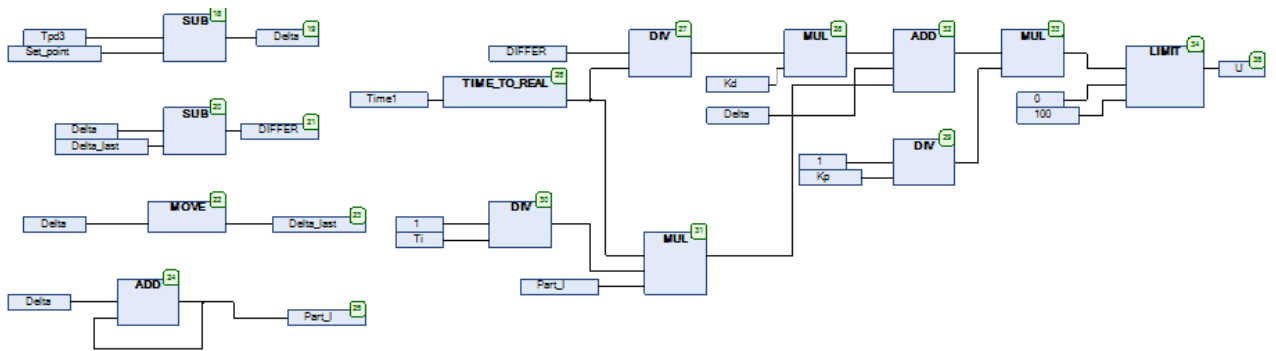 18
SUB
19
Tpd3
Delta
Set_point
20
SUB
21
Delta
DIFFER
Delta_last
22
MOVE
23
Delta
Delta_last
24
ADD
25
Delta
Part_I
27
DIV
28
MUL
32
ADD
33
MUL
34
LIMIT
35
U
DIFFER
26
TIME_TO_REAL
Time1
Kd
Delta
0
100
29
DIV
1
Kp
30
DIV
1
Ti
31
MUL
Part_I